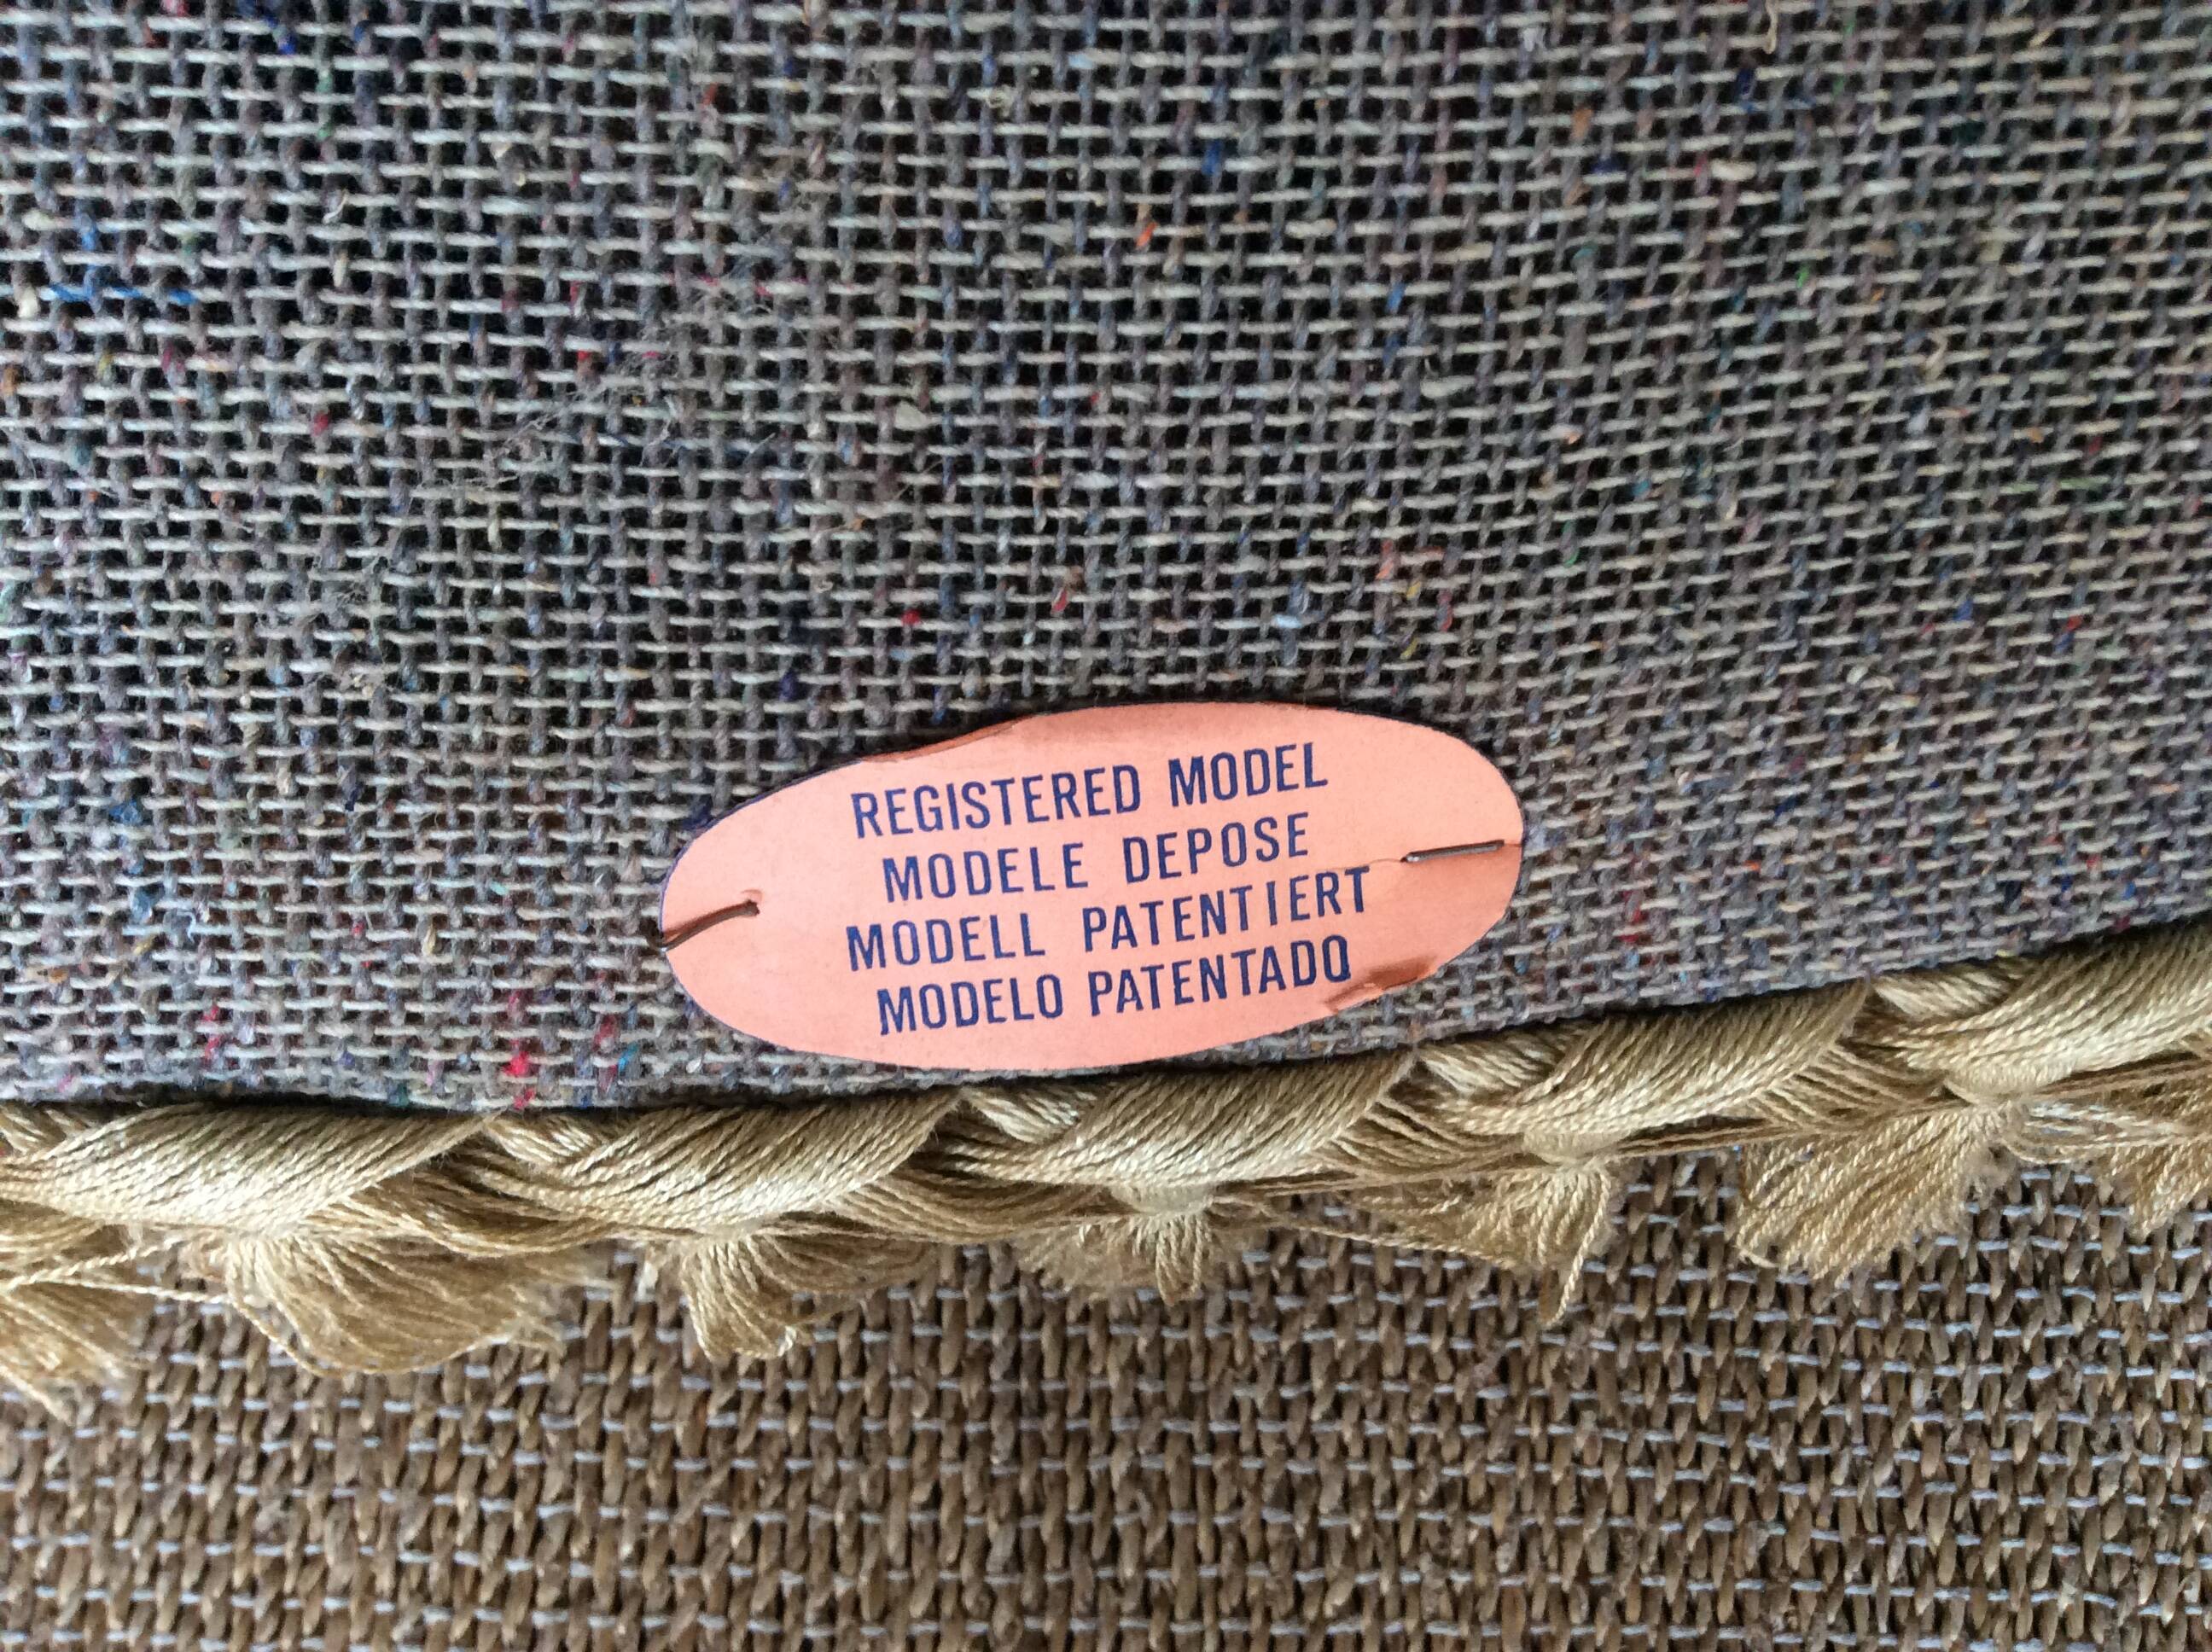 REGISTERED MODEL
MODELE DEPOSE
MODELL PATENTIERT
MODELO PATENTADO